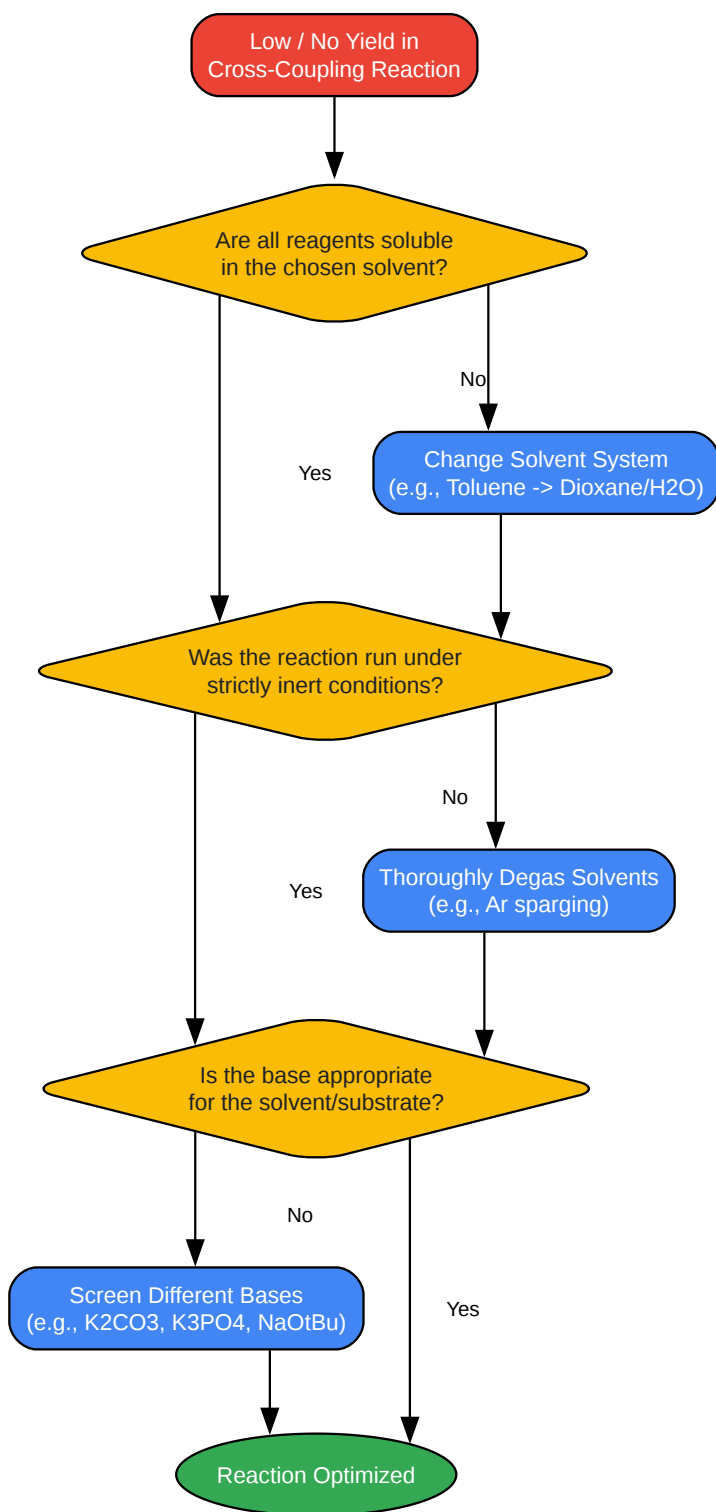 Low / No Yield in
Cross-Coupling Reaction
Are all reagents soluble
in the chosen solvent?
No
Yes
Change Solvent System
(e.g., Toluene -> Dioxane/H2O)
Was the reaction run under
strictly inert conditions?
No
Yes
Thoroughly Degas Solvents
(e.g., Ar sparging)
Is the base appropriate
for the solvent/substrate?
No
Screen Different Bases
(e.g., K2CO3, K3PO4, NaOtBu)
Yes
Reaction Optimized